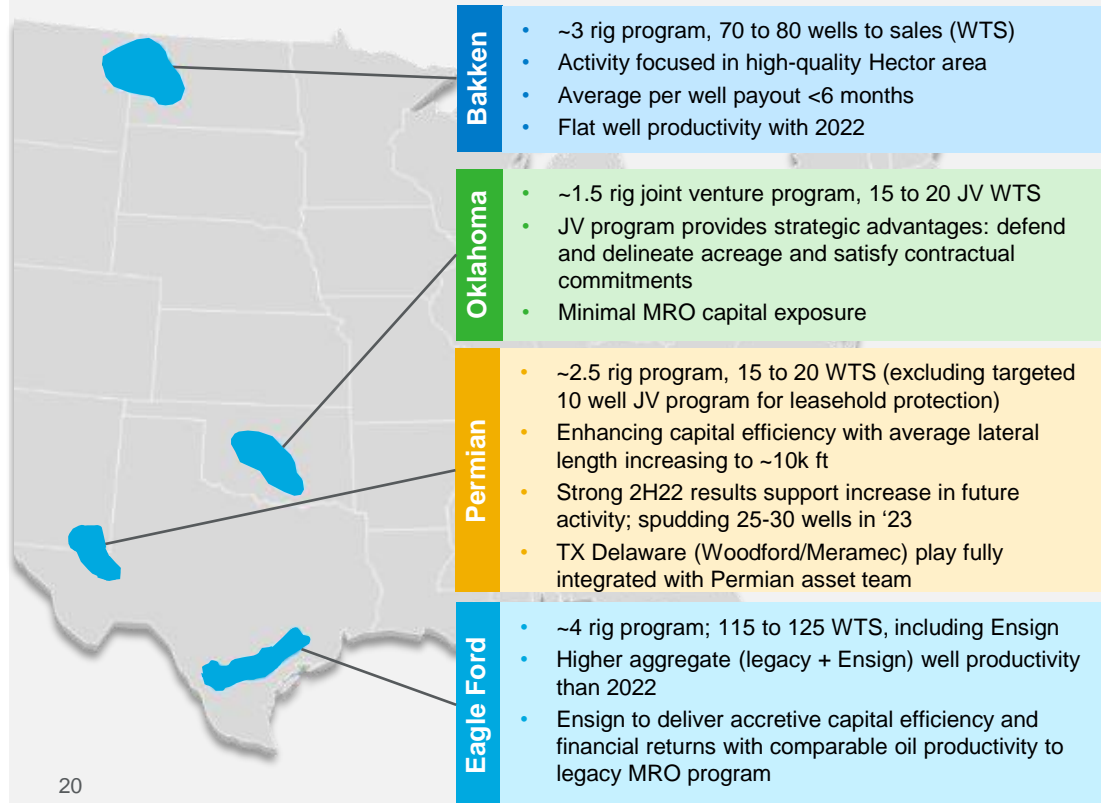 Bakken
• ~3 rig program, 70 to 80 wells to sales (WTS)
• Activity focused in high-quality Hector area
• Average per well payout <6 months
• Flat well productivity with 2022
Oklahoma
• ~1.5 rig joint venture program, 15 to 20 JV WTS
• JV program provides strategic advantages: defend
and delineate acreage and satisfy contractual
commitments
• Minimal MRO capital exposure
Permian
• ~2.5 rig program, 15 to 20 WTS (excluding targeted
10 well JV program for leasehold protection)
• Enhancing capital efficiency with average lateral
length increasing to ~10k ft
• Strong 2H22 results support increase in future
activity; spudding 25-30 wells in ‘23
• TX Delaware (Woodford/Meramec) play fully
integrated with Permian asset team
Eagle Ford
• ~4 rig program; 115 to 125 WTS, including Ensign
• Higher aggregate (legacy + Ensign) well productivity
than 2022
• Ensign to deliver accretive capital efficiency and
financial returns with comparable oil productivity to
legacy MRO program
20